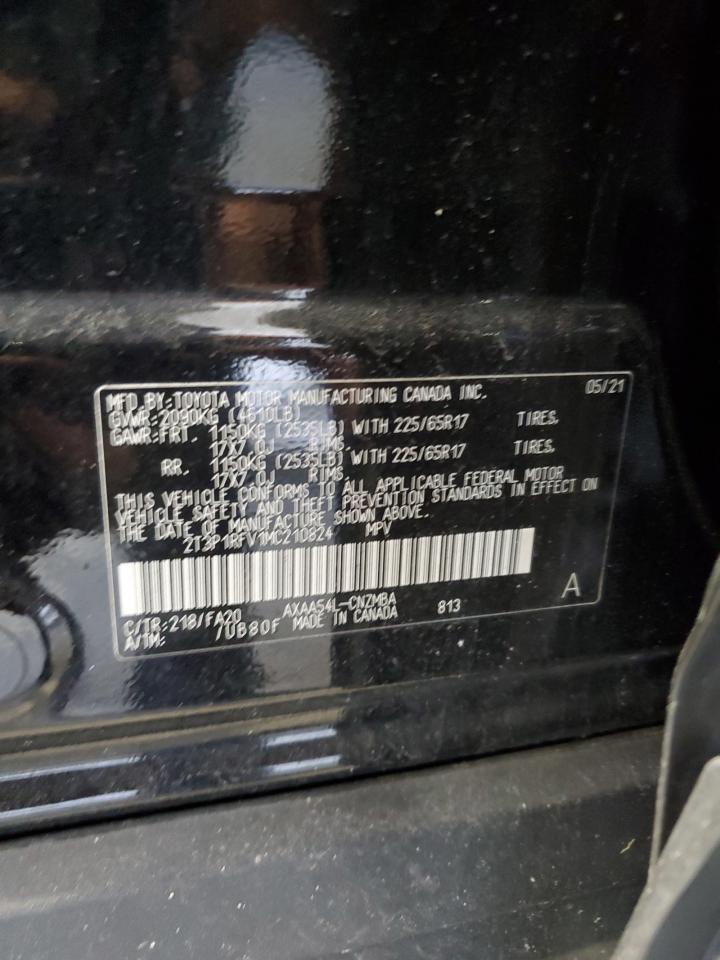 MFD BY:TOYOTA MOTOR MANUFACTURING CANADA INC. 05/21
GVWR:2090KG (4610LB)
GAWR:FRT. 1150KG (2535LB) WITH 225/65R17 TIRES,
17X7.0J RIMS.
RR. 1150KG (2535LB) WITH 225/65R17 TIRES,
17X7.0J RIMS.
THIS VEHICLE CONFORMS TO ALL APPLICABLE FEDERAL MOTOR
VEHICLE SAFETY AND THEFT PREVENTION STANDARDS IN EFFECT ON
THE DATE OF MANUFACTURE SHOWN ABOVE.
2T3P1RFV1MC210824 MPV
C/TR:218/FA20 AXAA54L-CNZMBA 813 A
A/TM: /UB80F MADE IN CANADA